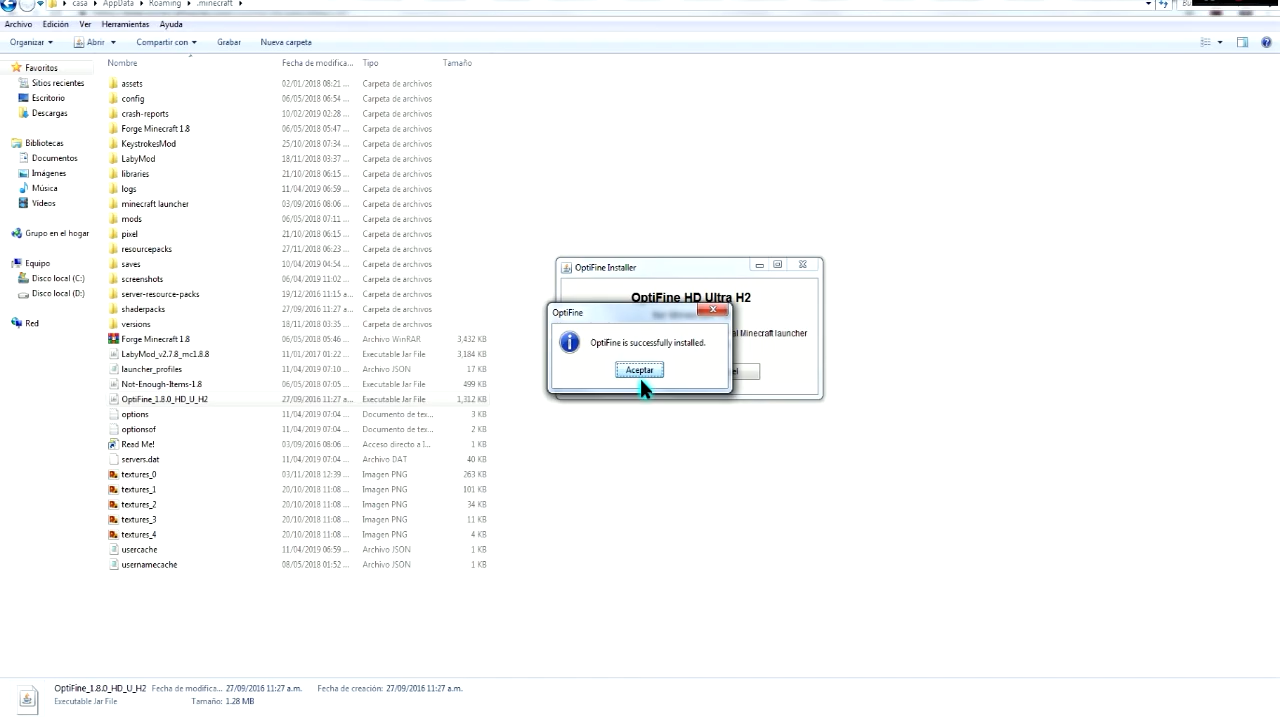 casa AppData Roaming .minecraft
Archivo Edición Ver Herramientas Ayuda
Organizar Abrir Compartir con Grabar Nueva carpeta
Favoritos
Sitios recientes
Escritorio
Descargas
Bibliotecas
Documentos
Imágenes
Música
Videos
Grupo en el hogar
Equipo
Disco local (C:)
Disco local (D:)
Red
Nombre Fecha de modifica... Tipo Tamaño
assets 02/01/2018 08:21 ... Carpeta de archivos
config 06/05/2018 06:54 ... Carpeta de archivos
crash-reports 10/02/2019 02:28 ... Carpeta de archivos
Forge Minecraft 1.8 06/05/2018 05:47 ... Carpeta de archivos
KeystrokesMod 25/10/2018 07:34 ... Carpeta de archivos
LabyMod 18/11/2018 03:37 ... Carpeta de archivos
libraries 21/10/2018 06:15 ... Carpeta de archivos
logs 11/04/2019 06:59 ... Carpeta de archivos
minecraft launcher 03/09/2016 08:06 ... Carpeta de archivos
mods 06/05/2018 07:11 ... Carpeta de archivos
pixel 21/10/2018 06:15 ... Carpeta de archivos
resourcepacks 27/11/2018 06:23 ... Carpeta de archivos
saves 10/04/2019 04:54 ... Carpeta de archivos
screenshots 06/04/2019 11:02 ... Carpeta de archivos
server-resource-packs 19/12/2016 11:15 a... Carpeta de archivos
shaderpacks 27/09/2016 11:27 a... Carpeta de archivos
versions 18/11/2018 03:35 ... Carpeta de archivos
Forge Minecraft 1.8 06/05/2018 05:46 ... Archivo WinRAR 3,432 KB
LabyMod_v2.7.8_mc1.8.8 11/01/2017 01:22 ... Executable Jar File 3,184 KB
launcher_profiles 11/04/2019 07:10 ... Archivo JSON 17 KB
Not-Enough-Items-1.8 06/05/2018 07:05 ... Executable Jar File 499 KB
OptiFine_1.8.0_HD_U_H2 27/09/2016 11:27 a... Executable Jar File 1,312 KB
options 11/04/2019 07:04 ... Documento de tex... 3 KB
optionsof 11/04/2019 07:04 ... Documento de tex... 2 KB
Read Me! 03/09/2016 08:06 ... Acceso directo a I... 1 KB
servers.dat 11/04/2019 07:04 ... Archivo DAT 40 KB
textures_0 03/11/2018 12:39 ... Imagen PNG 263 KB
textures_1 20/10/2018 11:08 ... Imagen PNG 101 KB
textures_2 20/10/2018 11:08 ... Imagen PNG 34 KB
textures_3 20/10/2018 11:08 ... Imagen PNG 11 KB
textures_4 20/10/2018 11:08 ... Imagen PNG 4 KB
usercache 11/04/2019 06:59 ... Archivo JSON 1 KB
usernamecache 08/05/2018 01:52 ... Archivo JSON 1 KB
OptiFine Installer
OptiFine HD Ultra H2
al Minecraft launcher
OptiFine
OptiFine is successfully installed.
Aceptar
OptiFine_1.8.0_HD_U_H2 Fecha de modifica... 27/09/2016 11:27 a.m. Fecha de creación: 27/09/2016 11:27 a.m.
Executable Jar File Tamaño: 1.28 MB